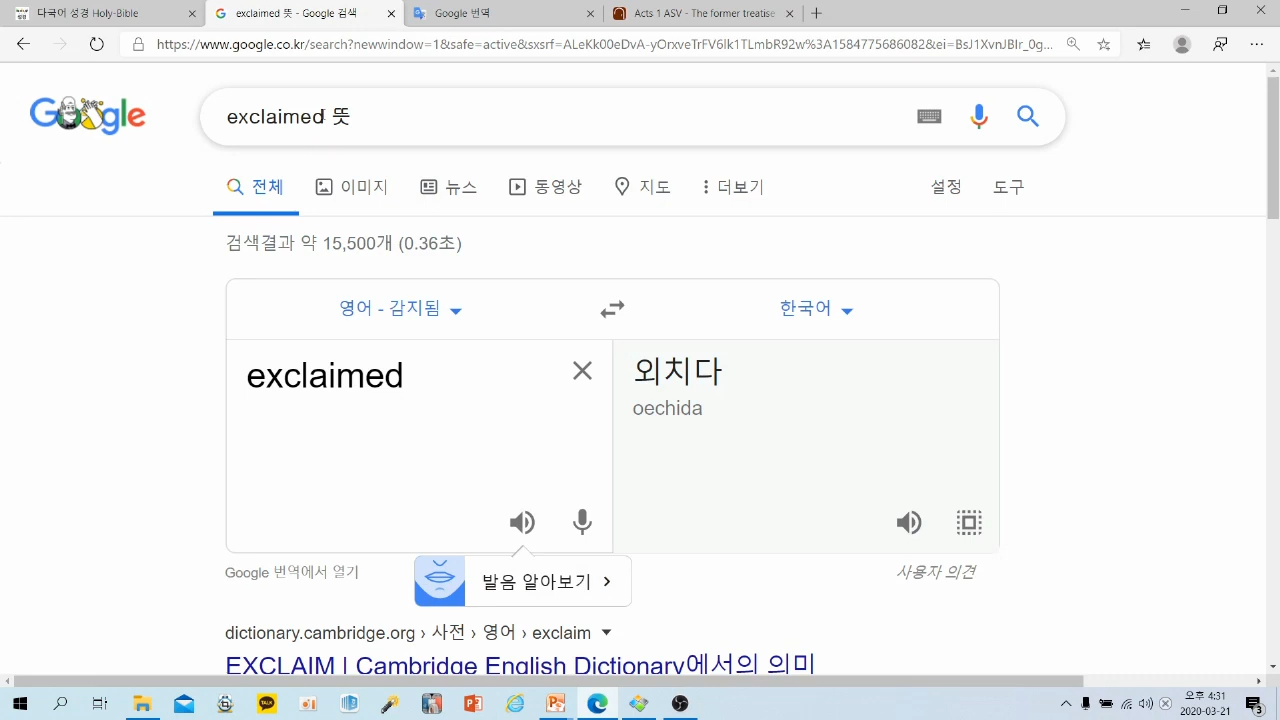 다국어 성경 Holy-Bible
exclaimed 뜻 - Google 검색
Google 번역
Acts 1 ASV - The former treatise
https://www.google.co.kr/search?newwindow=1&safe=active&sxsrf=ALeKk00eDvA-yOrxveTrFV6lk1TLmbR92w%3A1584775686082&ei=BsJ1XvnJBIr_0g...
Google
exclaimed 뜻
전체 이미지 뉴스 동영상 지도 더보기 설정 도구
검색결과 약 15,500개 (0.36초)
영어 - 감지됨 한국어
exclaimed
외치다
oechida
Google 번역에서 열기
사용자 의견
발음 알아보기
dictionary.cambridge.org › 사전 › 영어 › exclaim
EXCLAIM | Cambridge English Dictionary에서의 의미
TALK
오후 4:31
2020-03-21
3